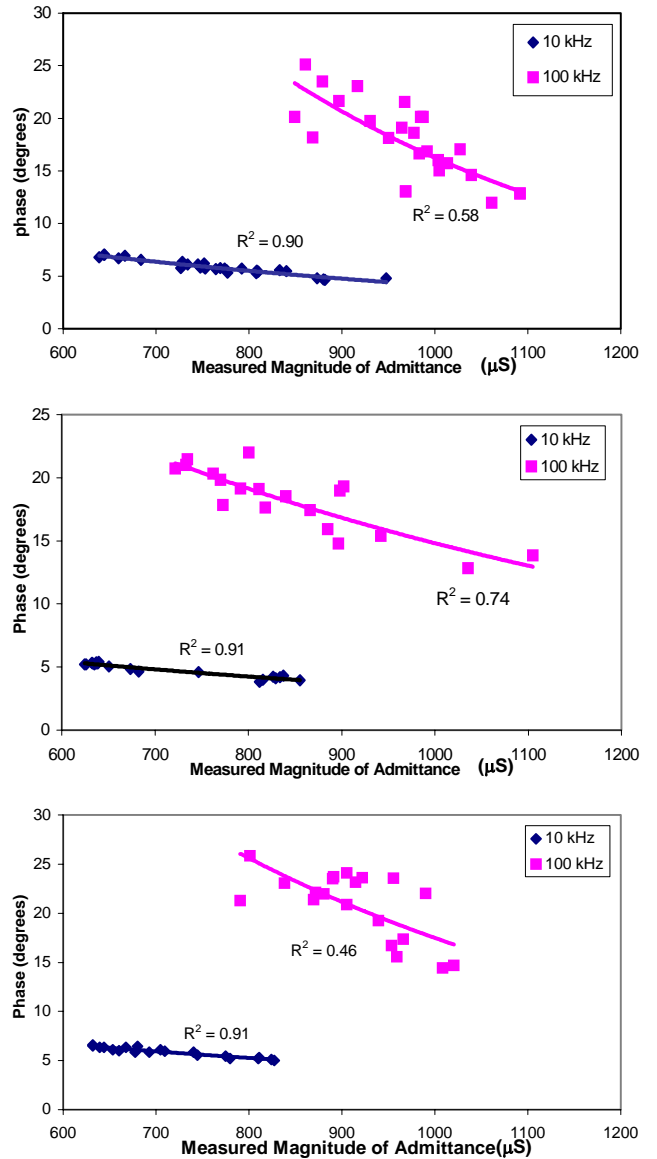 30
25
20
15
10
5
0
phase (degrees)
10 kHz
100 kHz
R² = 0.58
R² = 0.90
600 700 800 900 1000 1100 1200
Measured Magnitude of Admittance (μS)
25
20
15
10
5
0
Phase (degrees)
10 kHz
100 kHz
R² = 0.74
R² = 0.91
600 700 800 900 1000 1100 1200
Measured Magnitude of Admittance (μS)
30
25
20
15
10
5
0
Phase (degrees)
10 kHz
100 kHz
R² = 0.46
R² = 0.91
600 700 800 900 1000 1100 1200
Measured Magnitude of Admittance(μS)